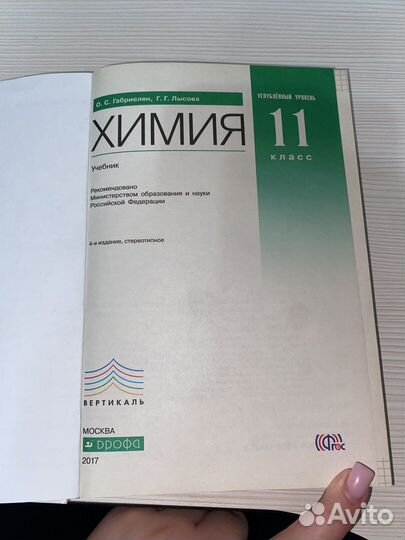 О. С. Габриелян, Г. Г. Лысова
ХИМИЯ
УГЛУБЛЁННЫЙ УРОВЕНЬ
11
КЛАСС
Учебник
Рекомендовано
Министерством образования и науки
Российской Федерации
4-е издание, стереотипное
ВЕРТИКАЛЬ
МОСКВА
дрофа
2017
ФГОС
Avito